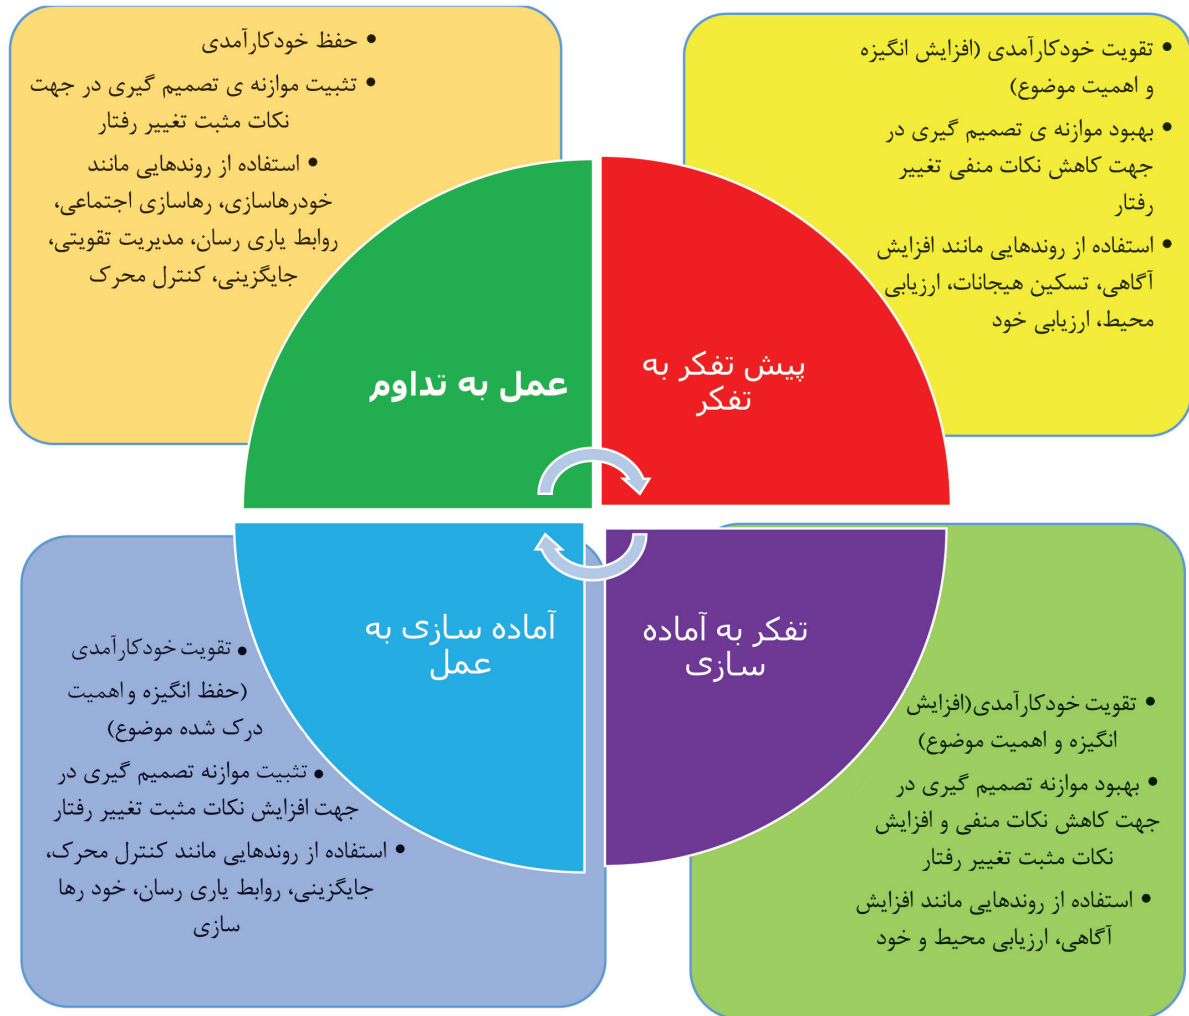 • تقویت خودکارآمدی (افزایش انگیزه
و اهمیت موضوع)
• بهبود موازنه ی تصمیم گیری در
جهت کاهش نکات منفی تغییر
رفتار
• استفاده از روندهایی مانند افزایش
آگاهی، تسکین هیجانات، ارزیابی
محیط، ارزیابی خود
پیش تفکر به
تفکر
• تقویت خودکارآمدی(افزایش
انگیزه و اهمیت موضوع)
• بهبود موازنه تصمیم گیری در
جهت کاهش نکات منفی و افزایش
نکات مثبت تغییر رفتار
• استفاده از روندهایی مانند افزایش
آگاهی، ارزیابی محیط و خود
تفکر به آماده
سازی
• تقویت خودکارآمدی
(حفظ انگیزه و اهمیت
درک شده موضوع)
• تثبیت موازنه تصمیم گیری در
جهت افزایش نکات مثبت تغییر رفتار
• استفاده از روندهایی مانند کنترل محرک،
جایگزینی، روابط یاری رسان، خود رها
سازی
آماده سازی به
عمل
• حفظ خودکارآمدی
• تثبیت موازنه ی تصمیم گیری در جهت
نکات مثبت تغییر رفتار
• استفاده از روندهایی مانند
خودرهاسازی، رهاسازی اجتماعی،
روابط یاری رسان، مدیریت تقویتی،
جایگزینی، کنترل محرک
عمل به تداوم